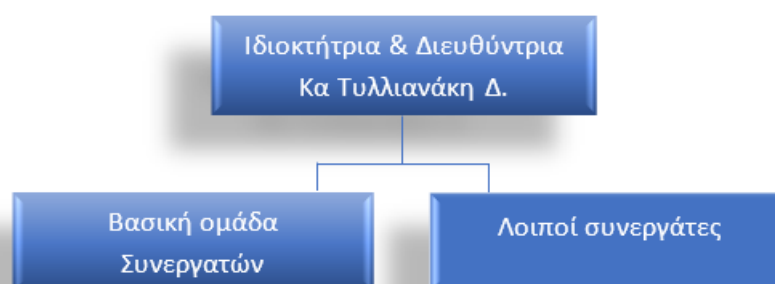 Ιδιοκτήτρια & Διευθύντρια
Κα Τυλλιανάκη Δ.
Βασική ομάδα
Συνεργατών
Λοιποί συνεργάτες